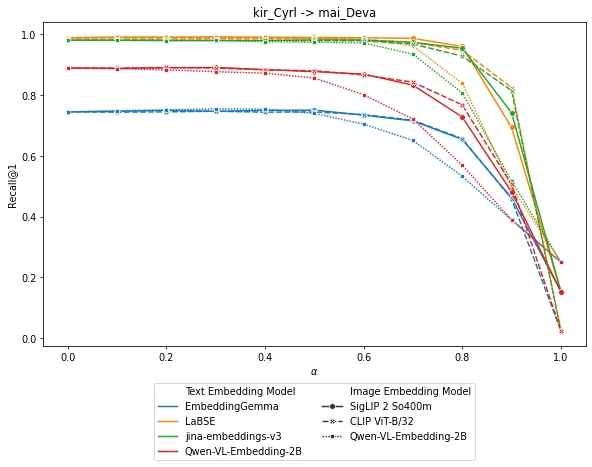 kir_Cyrl -> mai_Deva
Recall@1
1.0
0.8
0.6
0.4
0.2
0.0
0.0 0.2 0.4 0.6 0.8 1.0
α
Text Embedding Model
EmbeddingGemma
LaBSE
jina-embeddings-v3
Qwen-VL-Embedding-2B
Image Embedding Model
SigLIP 2 So400m
CLIP ViT-B/32
Qwen-VL-Embedding-2B